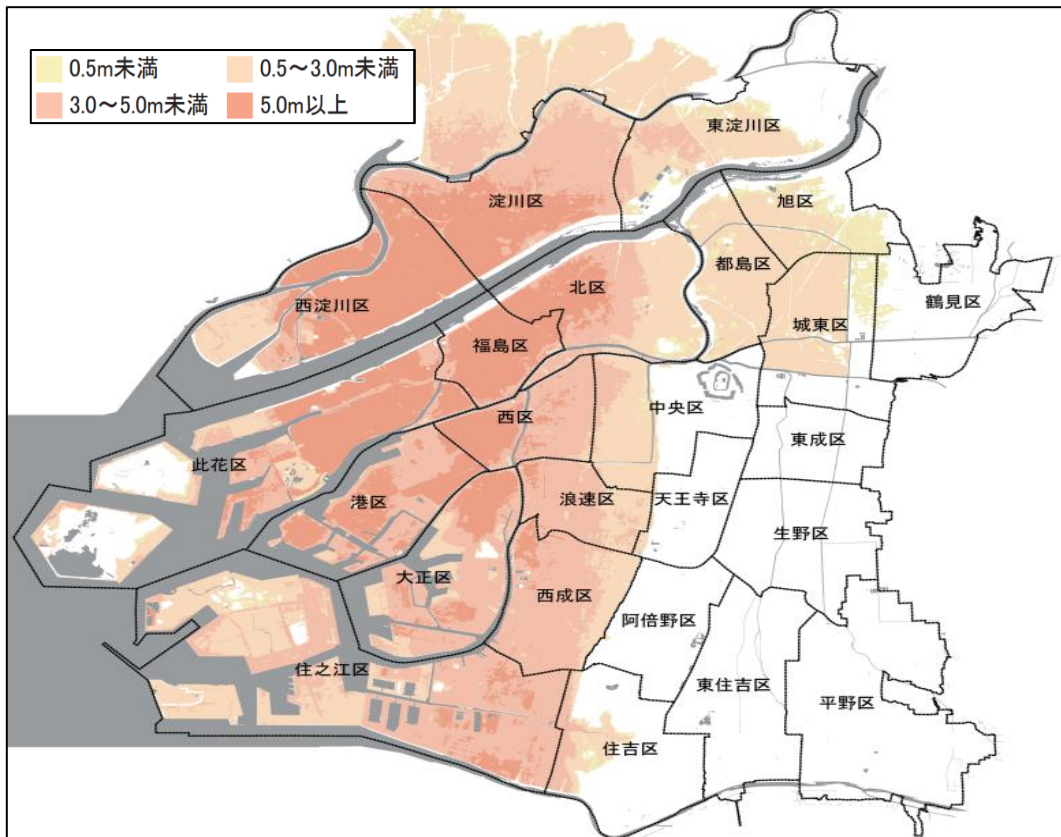 0.5m未満 0.5～3.0m未満
3.0～5.0m未満 5.0m以上
東淀川区
淀川区
旭区
都島区
北区
鶴見区
西淀川区
城東区
福島区
中央区
西区
東成区
此花区
港区
浪速区
天王寺区
生野区
大正区
西成区
阿倍野区
住之江区
東住吉区
平野区
住吉区